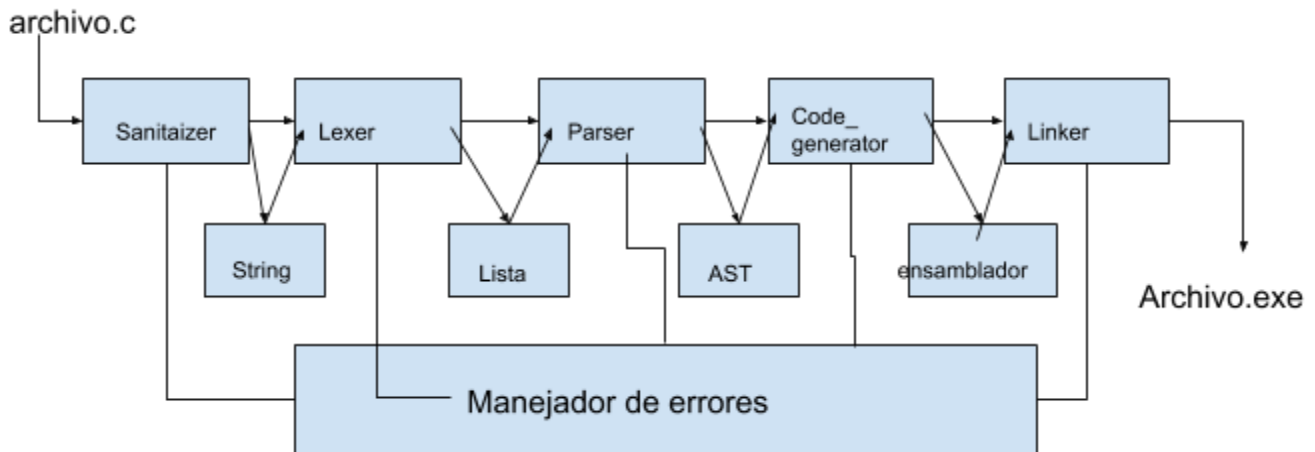 archivo.c
Sanitaizer
Lexer
Parser
Code_
generator
Linker
String
Lista
AST
ensamblador
Archivo.exe
Manejador de errores